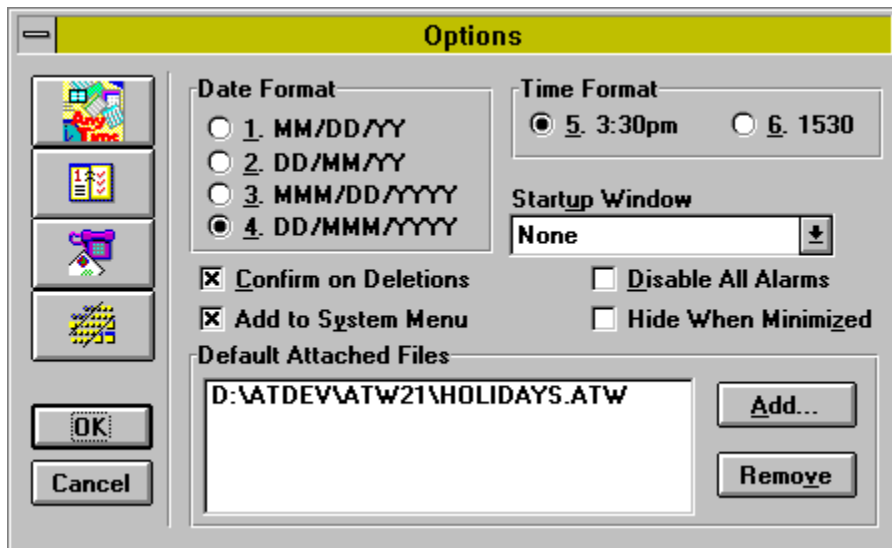 Options
Any
Time
Date Format
1. MM/DD/YY
2. DD/MM/YY
3. MMM/DD/YYYY
4. DD/MMM/YYYY
Time Format
5. 3:30pm
6. 1530
Startup Window
None
Confirm on Deletions
Disable All Alarms
Add to System Menu
Hide When Minimized
Default Attached Files
D:\ATDEV\ATW21\HOLIDAYS.ATW
Add...
Remove
OK
Cancel